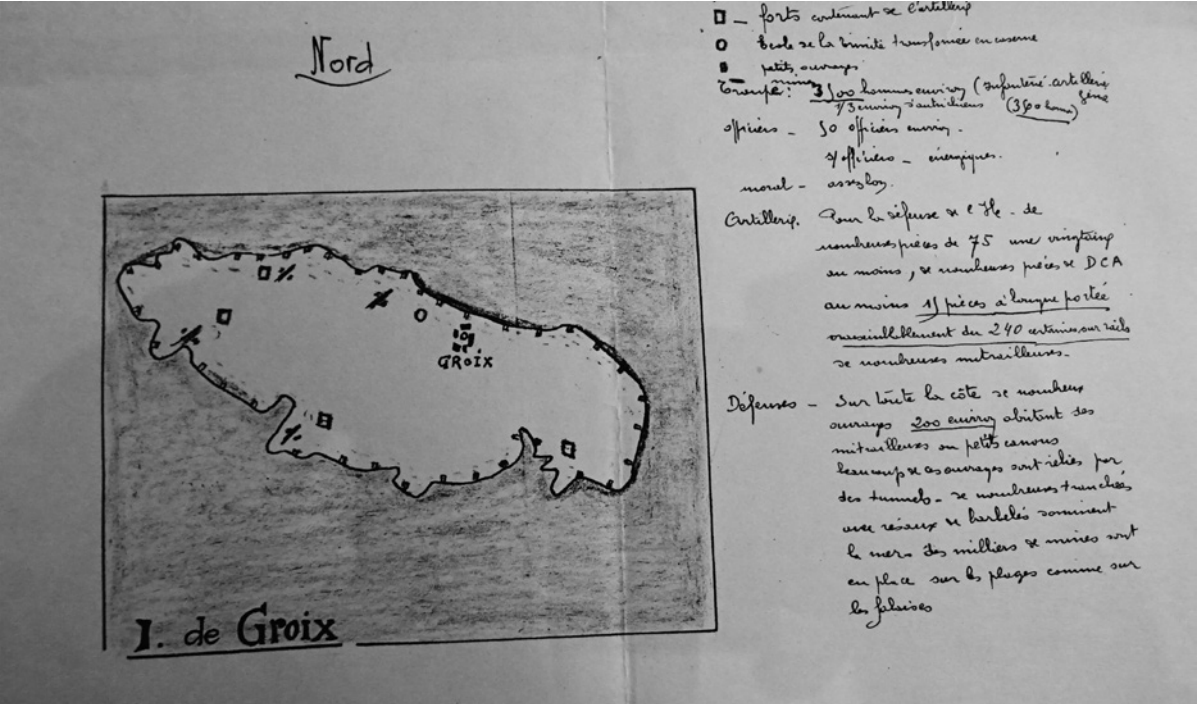 Nord
forts contenant de l'artillerie
Ecole de la Trinité transformée en caserne
petits ouvrages
mines
Troupe: 3500 hommes environ (infanterie artillerie
génie
1/3 environ d'autrichiens
officiers - 50 officiers environ.
s/officiers - énergiques.
moral - assez bon.
Artillerie. Pour la défense de l'Ile - de
nombreuses pièces de 75 une vingtaine
au moins, de nombreuses pièces de DCA
au moins 15 pièces à longue portée
vraisemblablement du 240 certaines sur rails
de nombreuses mitrailleuses.
Défenses - Sur toute la côte de nombreux
ouvrages 200 environ abritent des
mitrailleuses ou petits canons
beaucoup de ces ouvrages sont reliés par
des tunnels - de nombreuses tranchées
avec réseaux de barbelés dominent
la mer. Des milliers de mines sont
en place sur les plages comme sur
les falaises
GROIX
I. de Groix